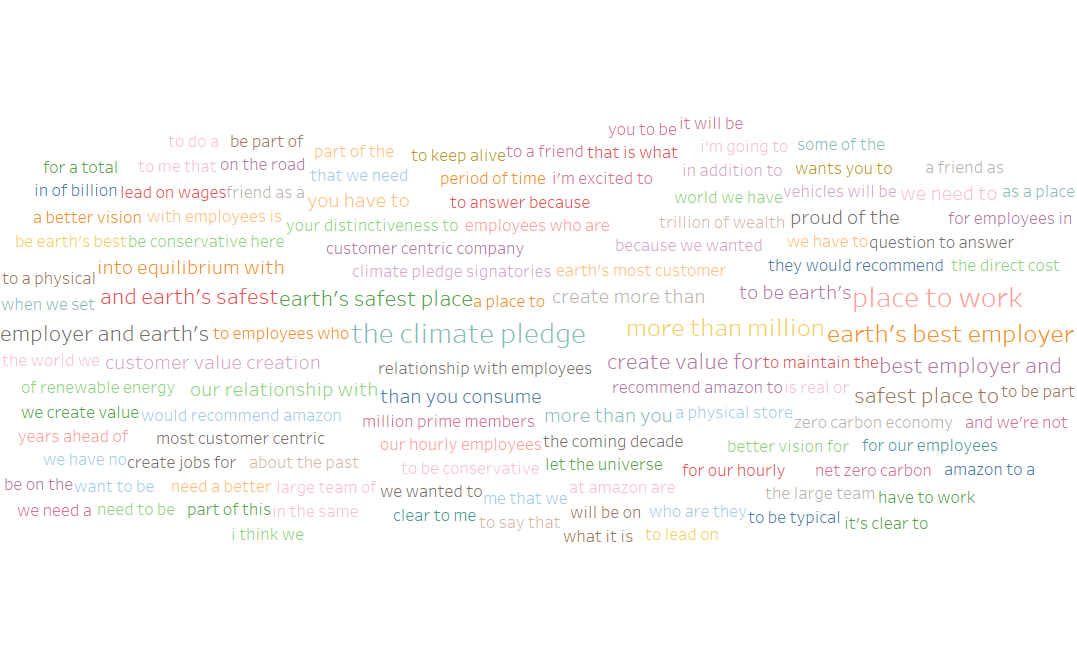 you to be it will be
to do a be part of
i'm going to some of the
part of the to keep alive to a friend that is what
for a total to me that on the road
in addition to wants you to a friend as
that we need period of time i'm excited to
in of billion lead on wages friend as a
world we have vehicles will be we need to as a place
you have to to answer because
a better vision with employees is
trillion of wealth proud of the for employees in
your distinctiveness to employees who are
be earth's best be conservative here
customer centric company because we wanted we have to question to answer
into equilibrium with they would recommend the direct cost
to a physical climate pledge signatories earth's most customer
and earth's safest earth's safest place a place to create more than to be earth's place to work
when we set
employer and earth's to employees who the climate pledge more than million earth's best employer
the world we customer value creation relationship with employees create value for to maintain the best employer and
of renewable energy our relationship with than you consume recommend amazon to is real or safest place to to be part
we create value would recommend amazon million prime members more than you a physical store zero carbon economy and we're not
years ahead of most customer centric our hourly employees the coming decade better vision for for our employees
we have no create jobs for about the past to be conservative let the universe for our hourly net zero carbon amazon to a
be on the want to be need a better large team of we wanted to me that we at amazon are the large team have to work
we need a need to be part of this in the same clear to me to say that will be on who are they to be typical it's clear to
i think we what it is to lead on